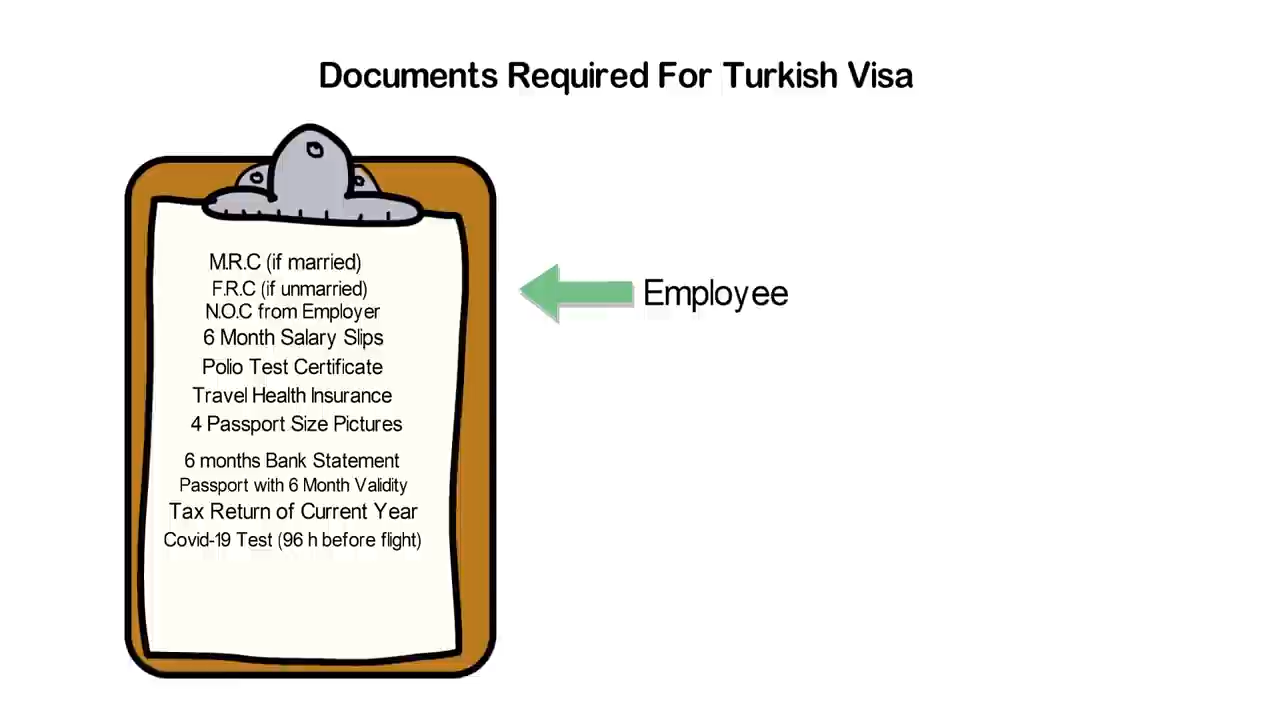 Documents Required For Turkish Visa
M.R.C (if married)
F.R.C (if unmarried)
N.O.C from Employer
6 Month Salary Slips
Polio Test Certificate
Travel Health Insurance
4 Passport Size Pictures
6 months Bank Statement
Passport with 6 Month Validity
Tax Return of Current Year
Covid-19 Test (96 h before flight)
Employee